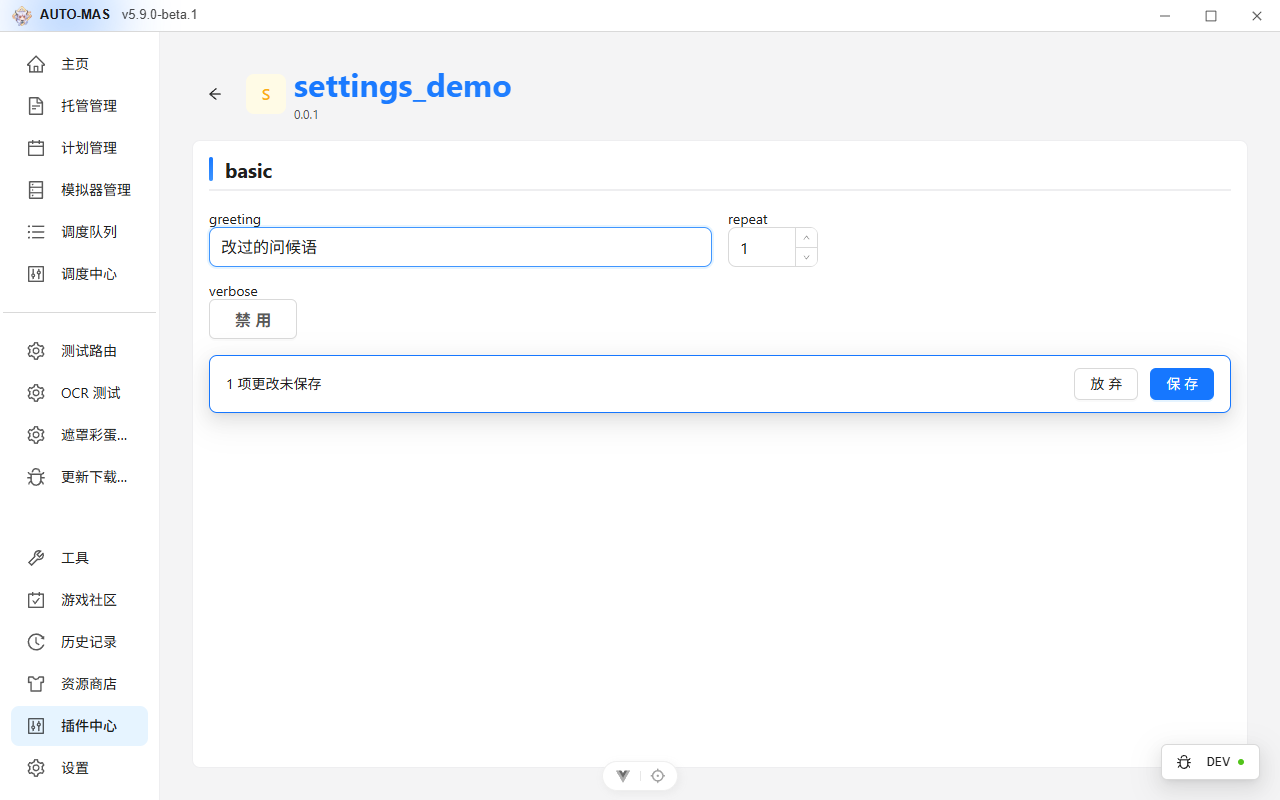 AUTO-MAS v5.9.0-beta.1
主页
托管管理
计划管理
模拟器管理
调度队列
调度中心
测试路由
OCR 测试
遮罩彩蛋...
更新下载...
工具
游戏社区
历史记录
资源商店
插件中心
设置
S
settings_demo
0.0.1
basic
greeting
改过的问候语
repeat
1
verbose
禁 用
1 项更改未保存
放 弃
保 存
DEV